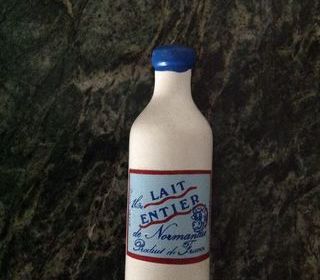 LAIT
ENTIER
de Normandie
Produit de France